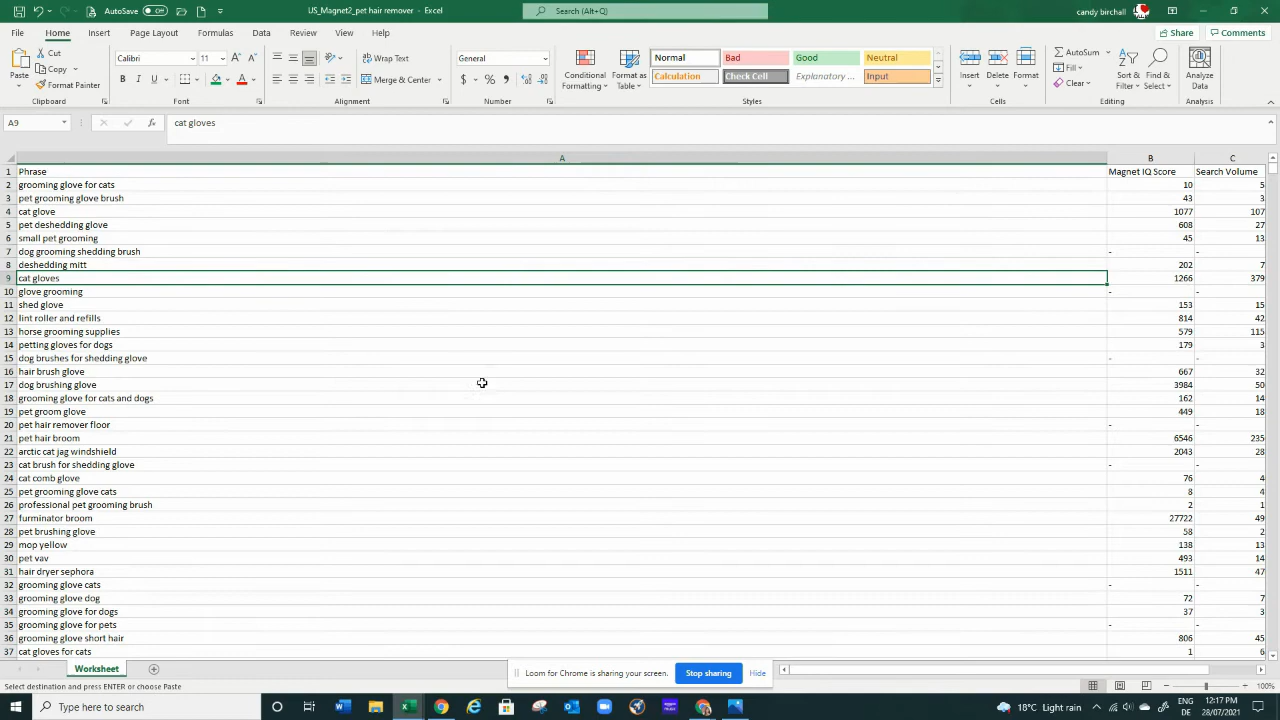 AutoSave Off
US_Magnet2_pet hair remover - Excel
Search (Alt+Q)
candy birchall
File Home Insert Page Layout Formulas Data Review View Help
Share Comments
Paste
Cut
Copy
Format Painter
Clipboard
Calibri 11
B I U
Font
Wrap Text
Merge & Center
Alignment
General
$ % 9
Number
Conditional Formatting
Format as Table
Normal Bad Good Neutral
Calculation Check Cell Explanatory ... Input
Styles
Insert Delete Format
Cells
AutoSum
Fill
Clear
Sort & Filter
Find & Select
Editing
Analyze Data
Analysis
A9 fx cat gloves
A B C
1 Phrase Magnet IQ Score Search Volume
2 grooming glove for cats 10 5
3 pet grooming glove brush 43 3
4 cat glove 1077 107
5 pet deshedding glove 608 27
6 small pet grooming 45 13
7 dog grooming shedding brush - -
8 deshedding mitt 202 7
9 cat gloves 1266 379
10 glove grooming - -
11 shed glove 153 15
12 lint roller and refills 814 42
13 horse grooming supplies 579 115
14 petting gloves for dogs 179 3
15 dog brushes for shedding glove - -
16 hair brush glove 667 32
17 dog brushing glove 3984 50
18 grooming glove for cats and dogs 162 14
19 pet groom glove 449 18
20 pet hair remover floor - -
21 pet hair broom 6546 235
22 arctic cat jag windshield 2043 28
23 cat brush for shedding glove - -
24 cat comb glove 76 4
25 pet grooming glove cats 8 4
26 professional pet grooming brush 2 1
27 furminator broom 27722 49
28 pet brushing glove 58 2
29 mop yellow 138 13
30 pet vav 493 14
31 hair dryer sephora 1511 47
32 grooming glove cats - -
33 grooming glove dog 72 7
34 grooming glove for dogs 37 3
35 grooming glove for pets - -
36 grooming glove short hair 806 45
37 cat gloves for cats 1 6
Worksheet
Loom for Chrome is sharing your screen. Stop sharing Hide
Select destination and press ENTER or choose Paste
100%
Type here to search
18°C Light rain
ENG
DE
12:17 PM
28/07/2021